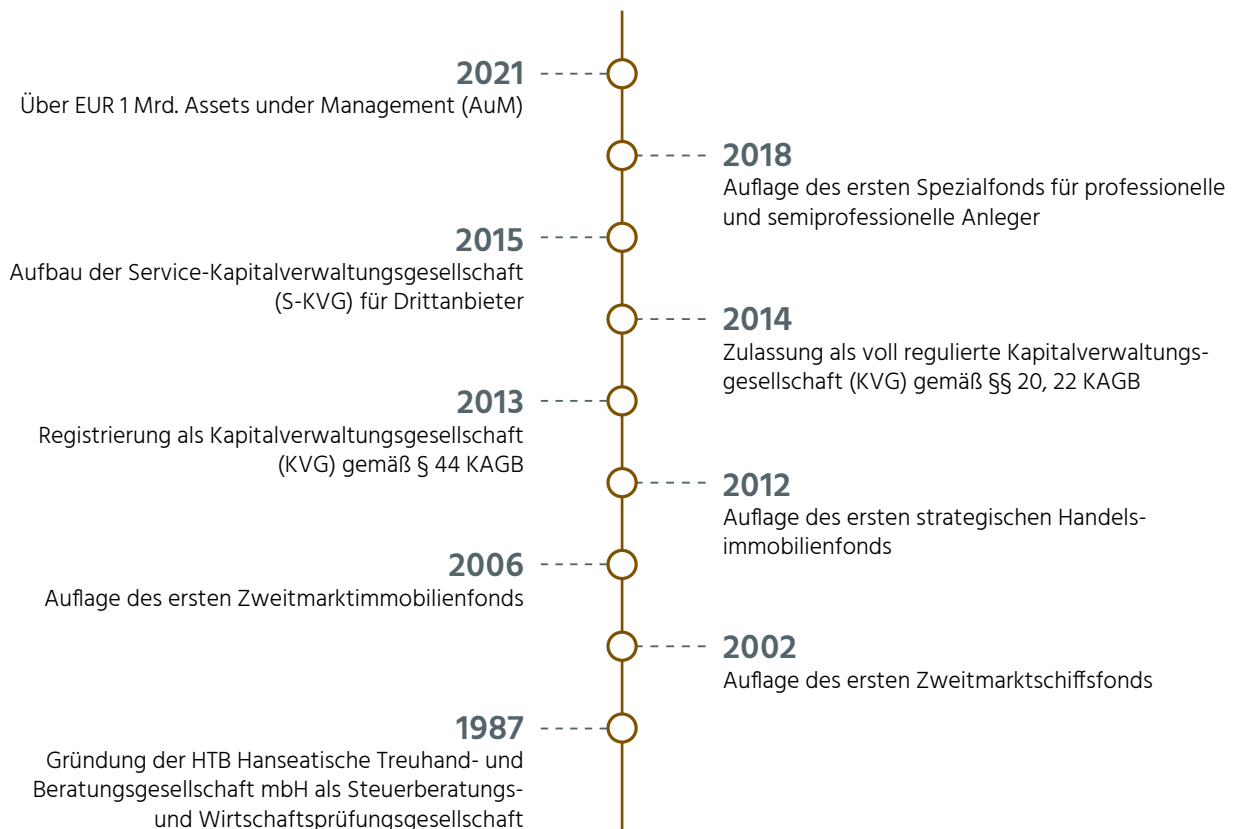 2021
Über EUR 1 Mrd. Assets under Management (AuM)
2018
Auflage des ersten Spezialfonds für professionelle
und semiprofessionelle Anleger
2015
Aufbau der Service-Kapitalverwaltungsgesellschaft
(S-KVG) für Drittanbieter
2014
Zulassung als voll regulierte Kapitalverwaltungs-
gesellschaft (KVG) gemäß §§ 20, 22 KAGB
2013
Registrierung als Kapitalverwaltungsgesellschaft
(KVG) gemäß § 44 KAGB
2012
Auflage des ersten strategischen Handels-
immobilienfonds
2006
Auflage des ersten Zweitmarktimmobilienfonds
2002
Auflage des ersten Zweitmarktschiffsfonds
1987
Gründung der HTB Hanseatische Treuhand- und
Beratungsgesellschaft mbH als Steuerberatungs-
und Wirtschaftsprüfungsgesellschaft